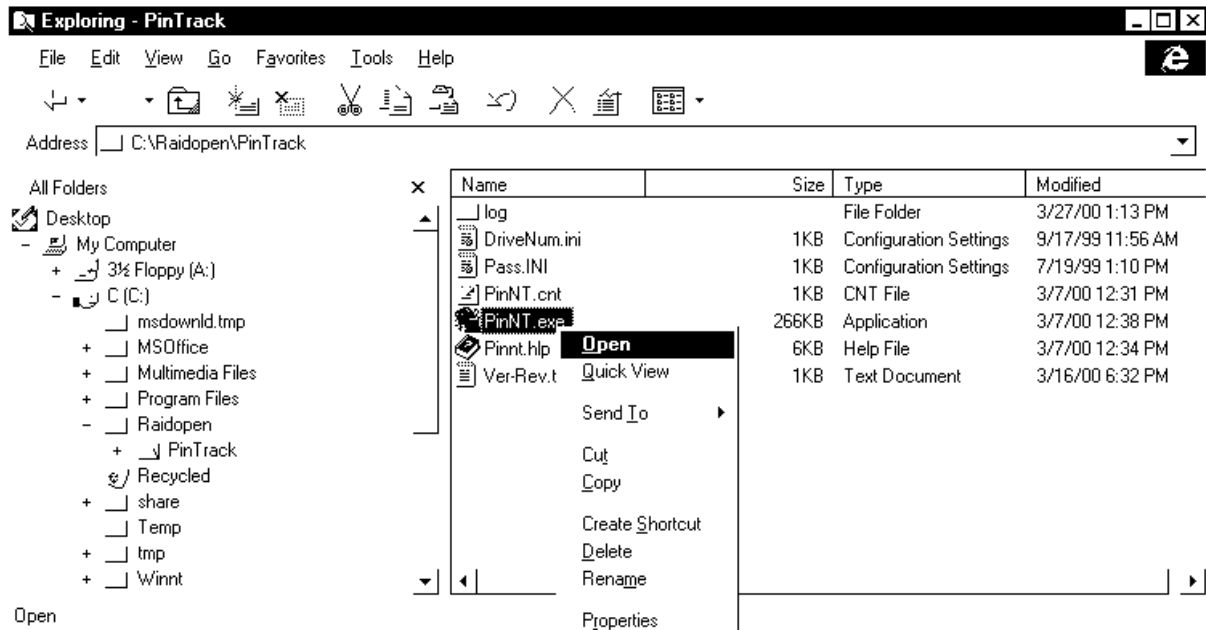 Exploring - PinTrack
File Edit View Go Favorites Tools Help
Address C:\Raidopen\PinTrack
All Folders
Desktop
My Computer
3½ Floppy (A:)
C (C:)
msdownld.tmp
MSOffice
Multimedia Files
Program Files
Raidopen
PinTrack
Recycled
share
Temp
tmp
Winnt
Name Size Type Modified
log File Folder 3/27/00 1:13 PM
DriveNum.ini 1KB Configuration Settings 9/17/99 11:56 AM
Pass.INI 1KB Configuration Settings 7/19/99 1:10 PM
PinNT.cnt 1KB CNT File 3/7/00 12:31 PM
PinNT.exe 266KB Application 3/7/00 12:38 PM
Pinnt.hlp 6KB Help File 3/7/00 12:34 PM
Ver-Rev.t 1KB Text Document 3/16/00 6:32 PM
Open
Quick View
Send To
Cut
Copy
Create Shortcut
Delete
Rename
Properties
Open